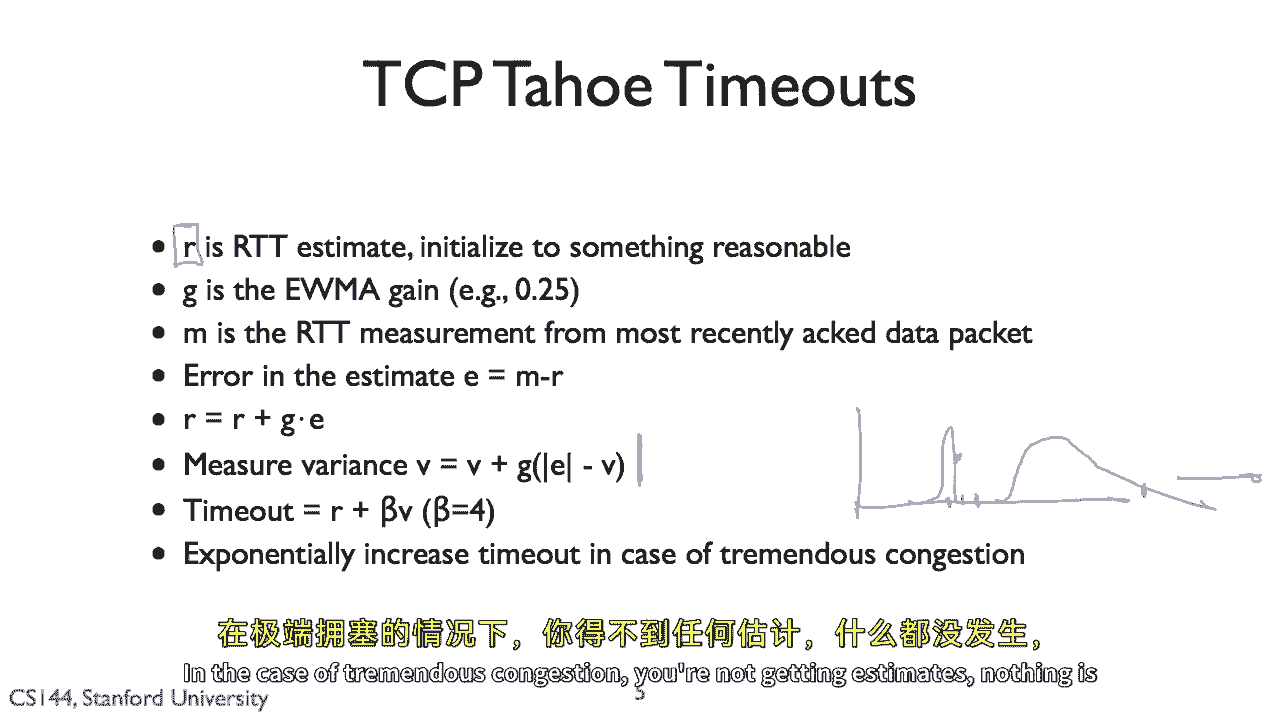 TCP Tahoe Timeouts
• r is RTT estimate, initialize to something reasonable
• g is the EWMA gain (e.g., 0.25)
• m is the RTT measurement from most recently acked data packet
• Error in the estimate e = m-r
• r = r + g·e
• Measure variance v = v + g(|e| - v)
• Timeout = r + βv (β=4)
• Exponentially increase timeout in case of tremendous congestion
在极端拥塞的情况下，你得不到任何估计，什么都没发生，
In the case of tremendous congestion, you're not getting estimates, nothing is
CS144, Stanford University
5